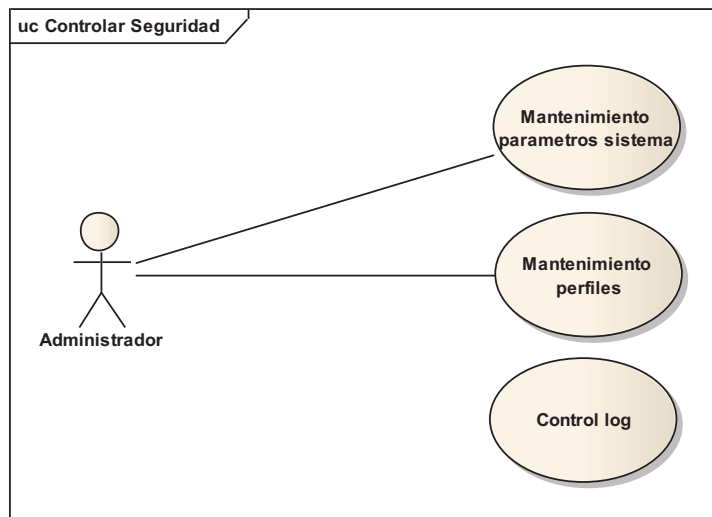 uc Controlar Seguridad
Mantenimiento
parametros sistema
Mantenimiento
perfiles
Administrador
Control log